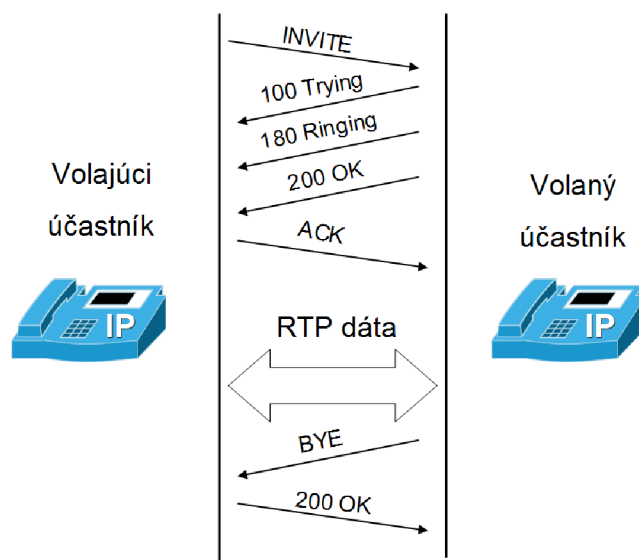 INVITE
100 Trying
180 Ringing
200 OK
ACK
Volajúci
účastník
IP
Volaný
účastník
IP
RTP dáta
BYE
200 OK